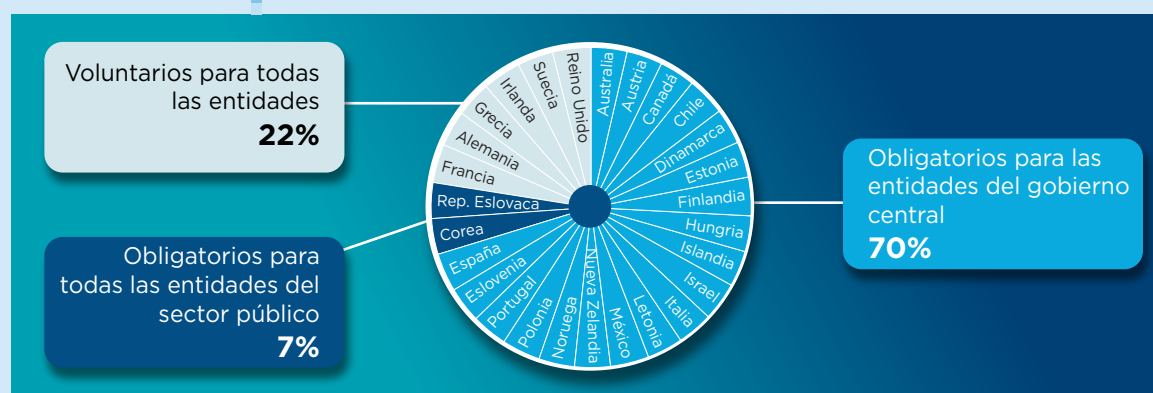 Voluntarios para todas
las entidades
22%
Obligatorios para
todas las entidades del
sector público
7%
Obligatorios para las
entidades del gobierno
central
70%
Australia
Austria
Canadá
Chile
Dinamarca
Estonia
Finlandia
Hungria
Islandia
Israel
Italia
Letonia
México
Nueva Zelandia
Noruega
Polonia
Portugal
Eslovenia
España
Corea
Rep. Eslovaca
Francia
Alemania
Grecia
Irlanda
Suecia
Reino Unido